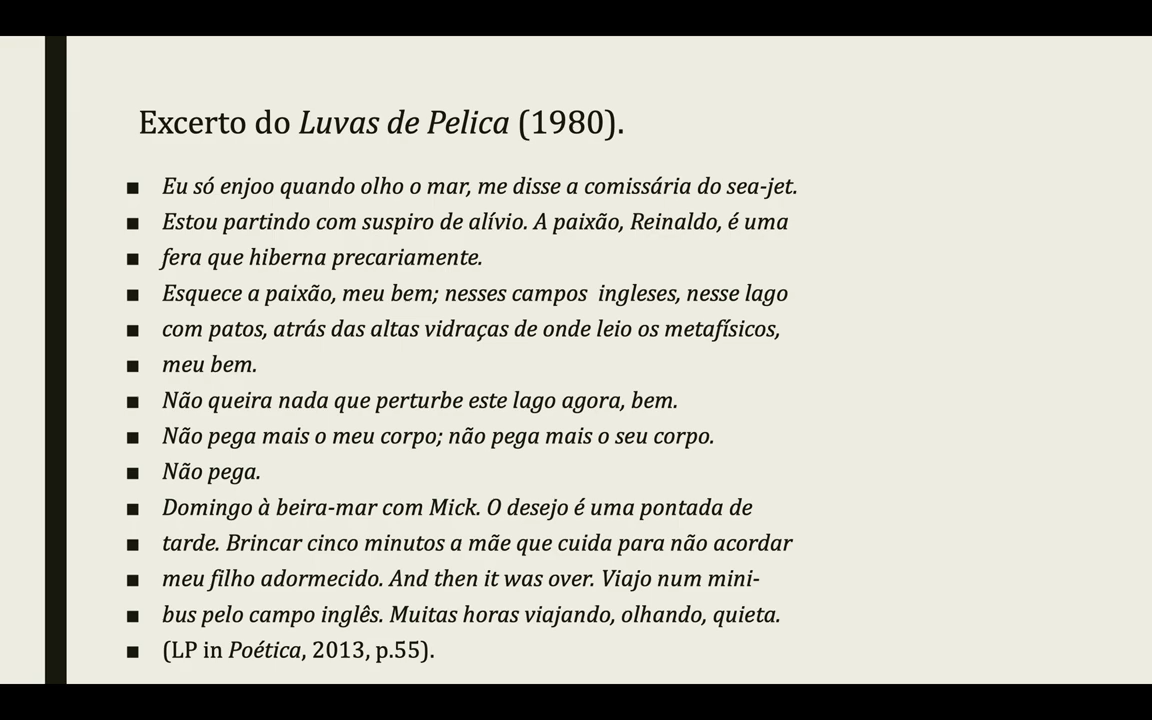 Excerto do Luvas de Pelica (1980).
■ Eu só enjoo quando olho o mar, me disse a comissária do sea-jet.
■ Estou partindo com suspiro de alívio. A paixão, Reinaldo, é uma
■ fera que hiberna precariamente.
■ Esquece a paixão, meu bem; nesses campos  ingleses, nesse lago
■ com patos, atrás das altas vidraças de onde leio os metafísicos,
■ meu bem.
■ Não queira nada que perturbe este lago agora, bem.
■ Não pega mais o meu corpo; não pega mais o seu corpo.
■ Não pega.
■ Domingo à beira-mar com Mick. O desejo é uma pontada de
■ tarde. Brincar cinco minutos a mãe que cuida para não acordar
■ meu filho adormecido. And then it was over. Viajo num mini-
■ bus pelo campo inglês. Muitas horas viajando, olhando, quieta.
■ (LP in Poética, 2013, p.55).